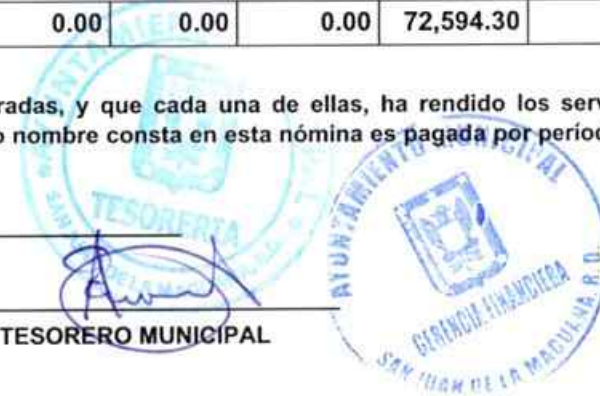 0.00 0.00 0.00 72,594.30
radas, y que cada una de ellas, ha rendido los serv
o nombre consta en esta nómina es pagada por períod
AYUNTAMIENTO MUNICIPAL
TESORERIA
GERENCIA FINANCIERA
SAN JUAN DE LA MAGUANA, R.D.
TESORERO MUNICIPAL